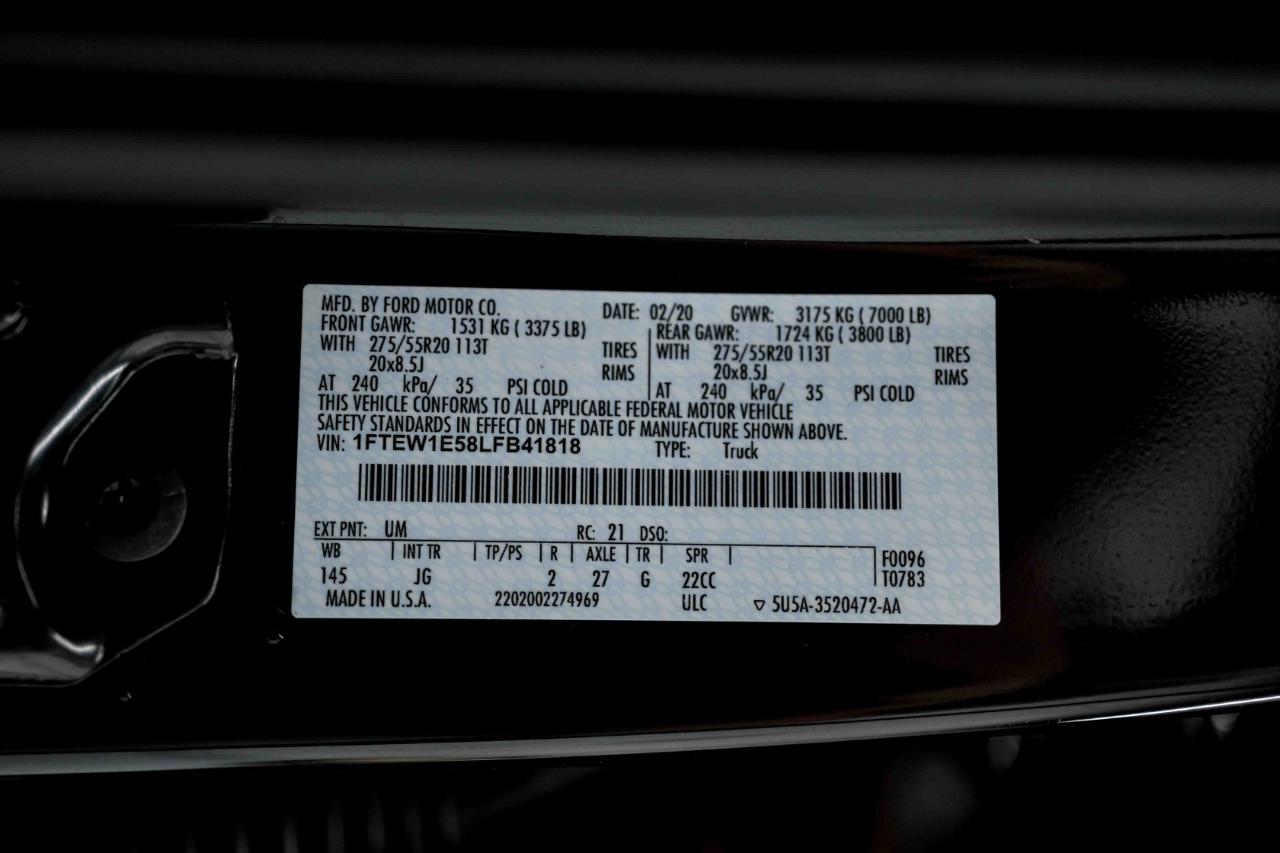 MFD. BY FORD MOTOR CO. DATE: 02/20 GVWR: 3175 KG ( 7000 LB)
FRONT GAWR: 1531 KG ( 3375 LB) REAR GAWR: 1724 KG ( 3800 LB)
WITH 275/55R20 113T TIRES WITH 275/55R20 113T TIRES
20x8.5J RIMS 20x8.5J RIMS
AT 240 kPa/ 35 PSI COLD AT 240 kPa/ 35 PSI COLD
THIS VEHICLE CONFORMS TO ALL APPLICABLE FEDERAL MOTOR VEHICLE
SAFETY STANDARDS IN EFFECT ON THE DATE OF MANUFACTURE SHOWN ABOVE.
VIN: 1FTEW1E58LFB41818 TYPE: Truck
EXT PNT: UM RC: 21 DSO:
WB INT TR TP/PS R AXLE TR SPR F0096
145 JG 2 27 G 22CC T0783
MADE IN U.S.A. 2202002274969 ULC ▽ 5U5A-3520472-AA